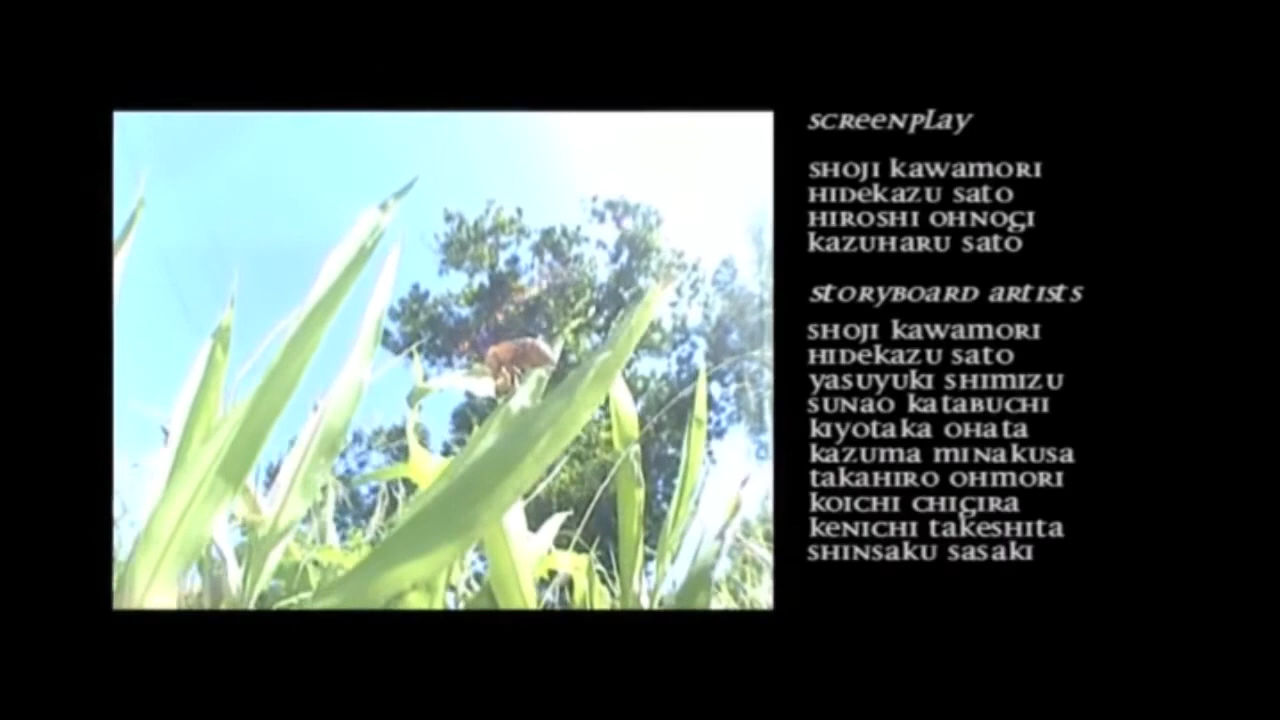 screenplay
shoji kawamori
hidekazu sato
hiroshi ohnogi
kazuharu sato
storyboard artists
shoji kawamori
hidekazu sato
yasuyuki shimizu
sunao katabuchi
kiyotaka ohata
kazuma minakusa
takahiro ohmori
koichi chigira
kenichi takeshita
shinsaku sasaki